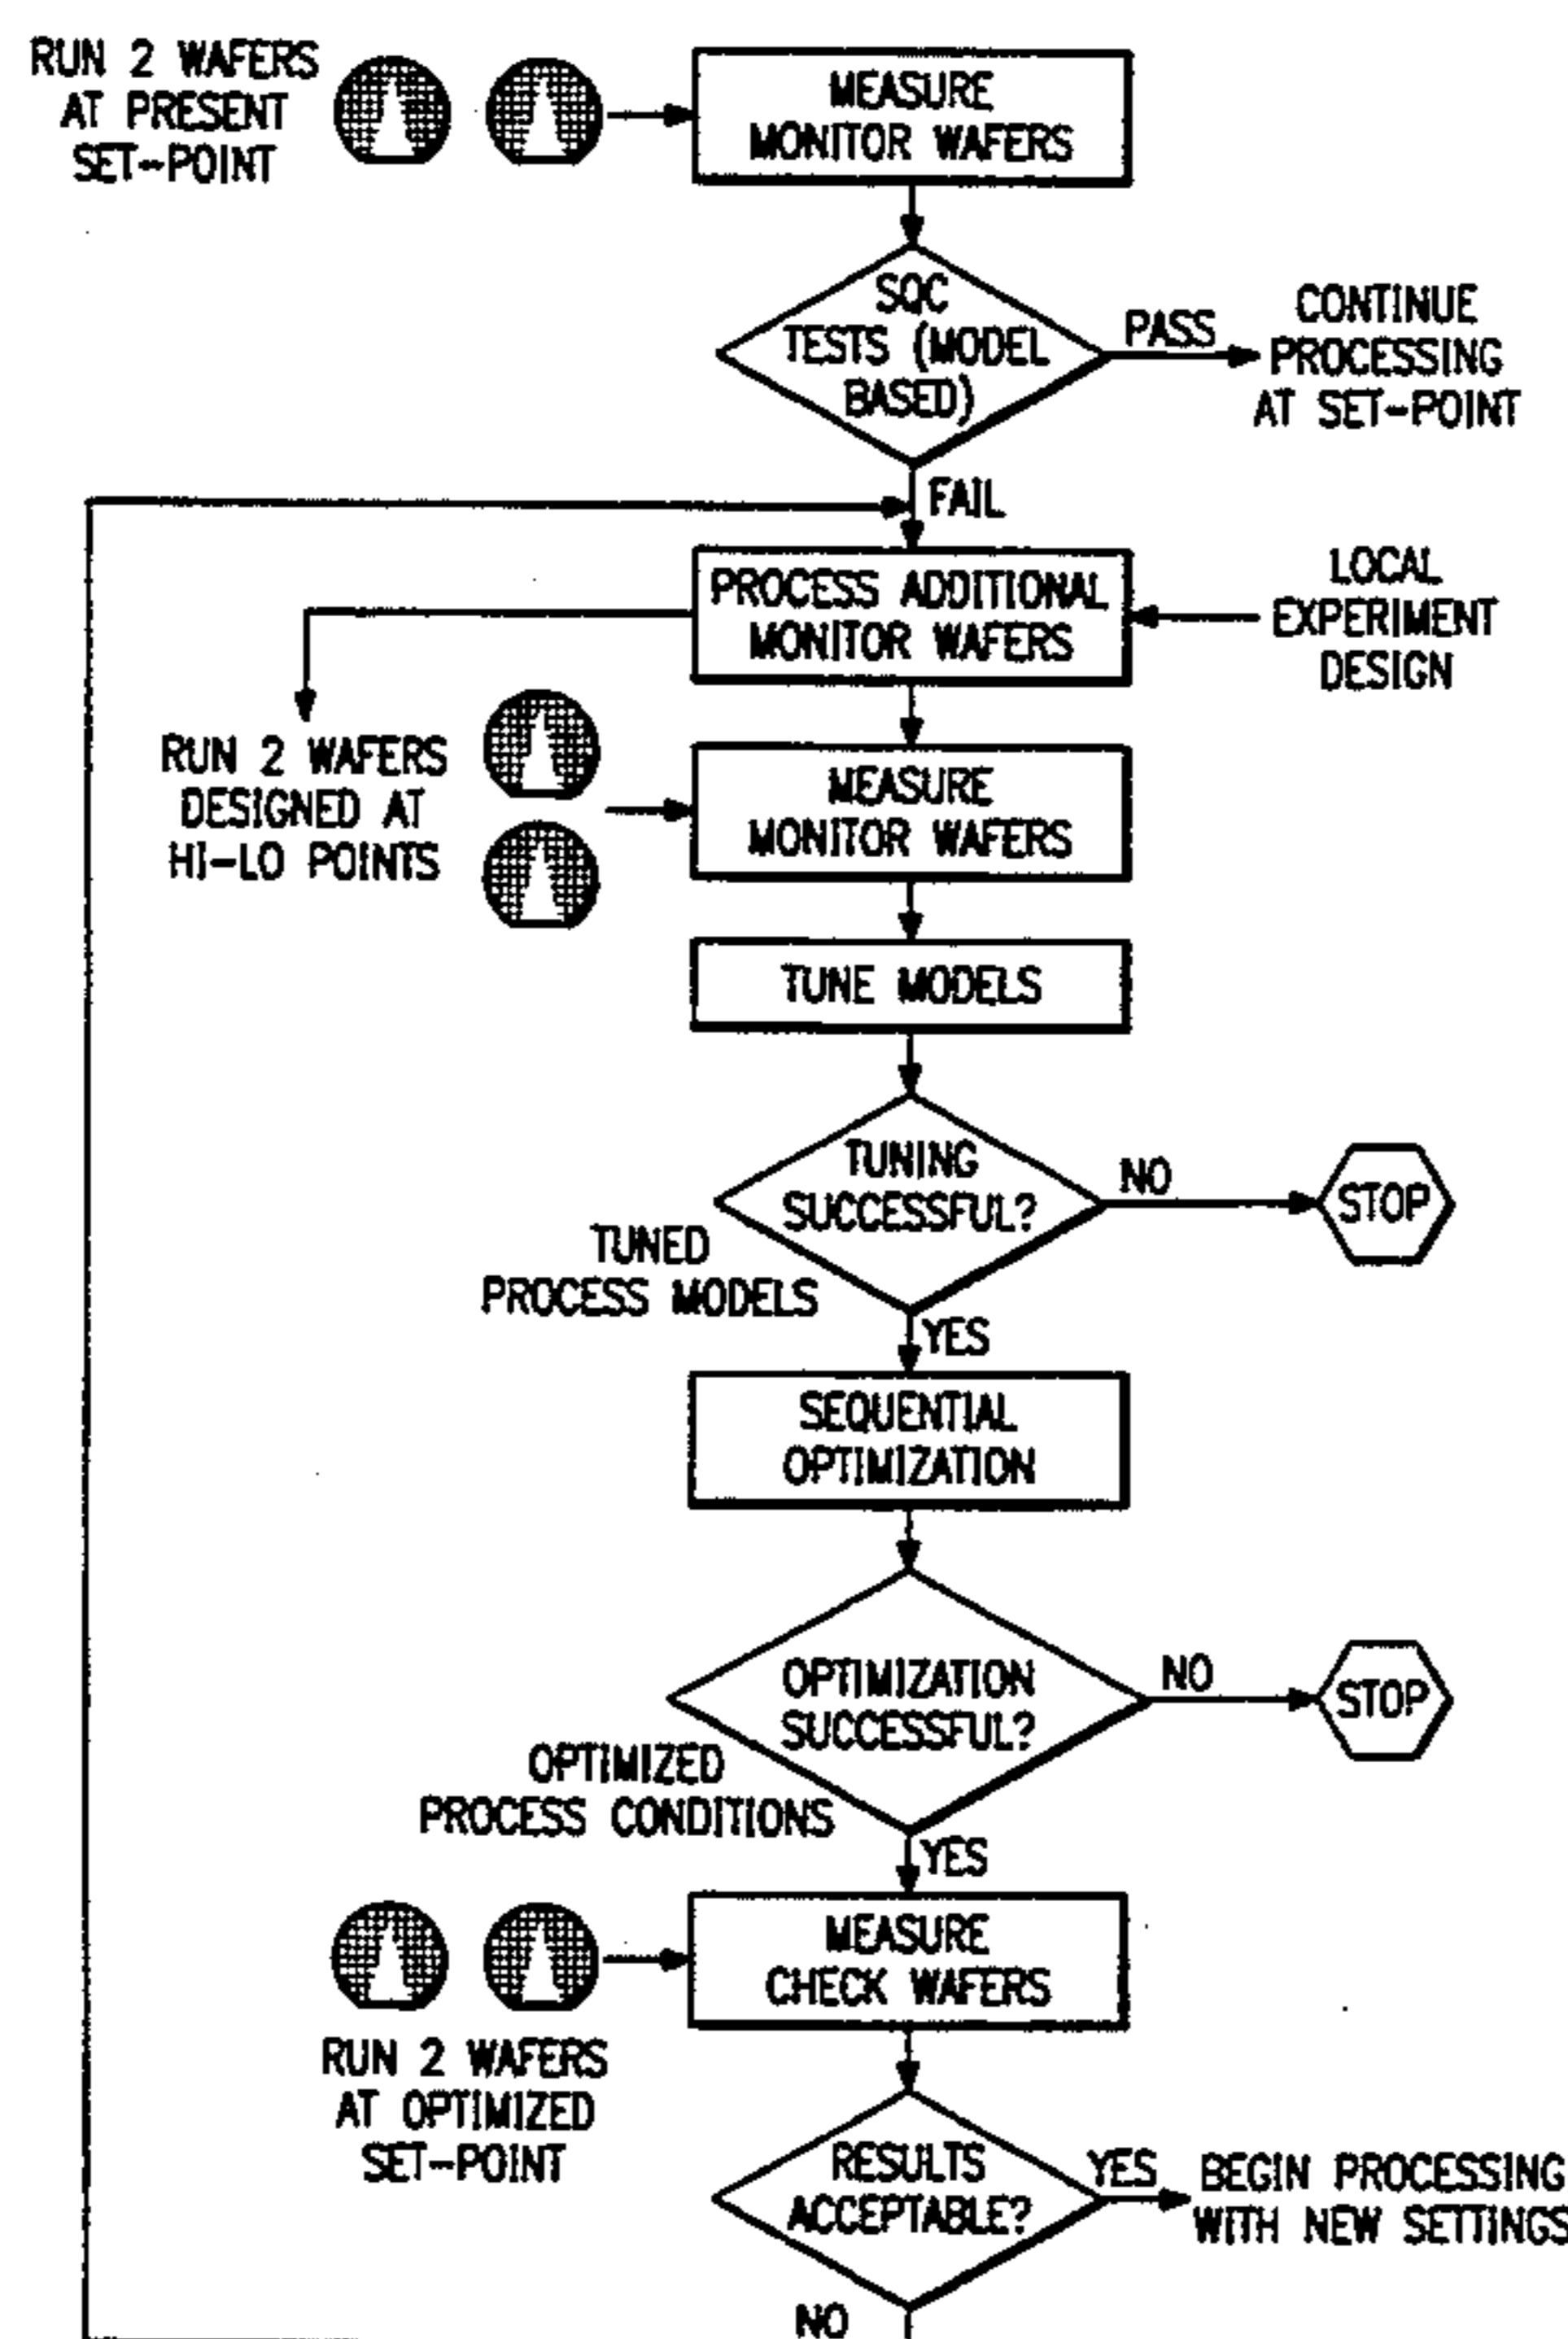 RUN 2 WAFERS
AT PRESENT
SET-POINT
MEASURE
MONITOR WAFERS
SQC
TESTS (MODEL
BASED)
PASS
CONTINUE
PROCESSING
AT SET-POINT
FAIL
PROCESS ADDITIONAL
MONITOR WAFERS
LOCAL
EXPERIMENT
DESIGN
RUN 2 WAFERS
DESIGNED AT
HI-LO POINTS
MEASURE
MONITOR WAFERS
TUNE MODELS
TUNING
SUCCESSFUL?
NO
STOP
TUNED
PROCESS MODELS
YES
SEQUENTIAL
OPTIMIZATION
OPTIMIZATION
SUCCESSFUL?
NO
STOP
OPTIMIZED
PROCESS CONDITIONS
YES
MEASURE
CHECK WAFERS
RUN 2 WAFERS
AT OPTIMIZED
SET-POINT
RESULTS
ACCEPTABLE?
YES
BEGIN PROCESSING
WITH NEW SETTINGS
NO